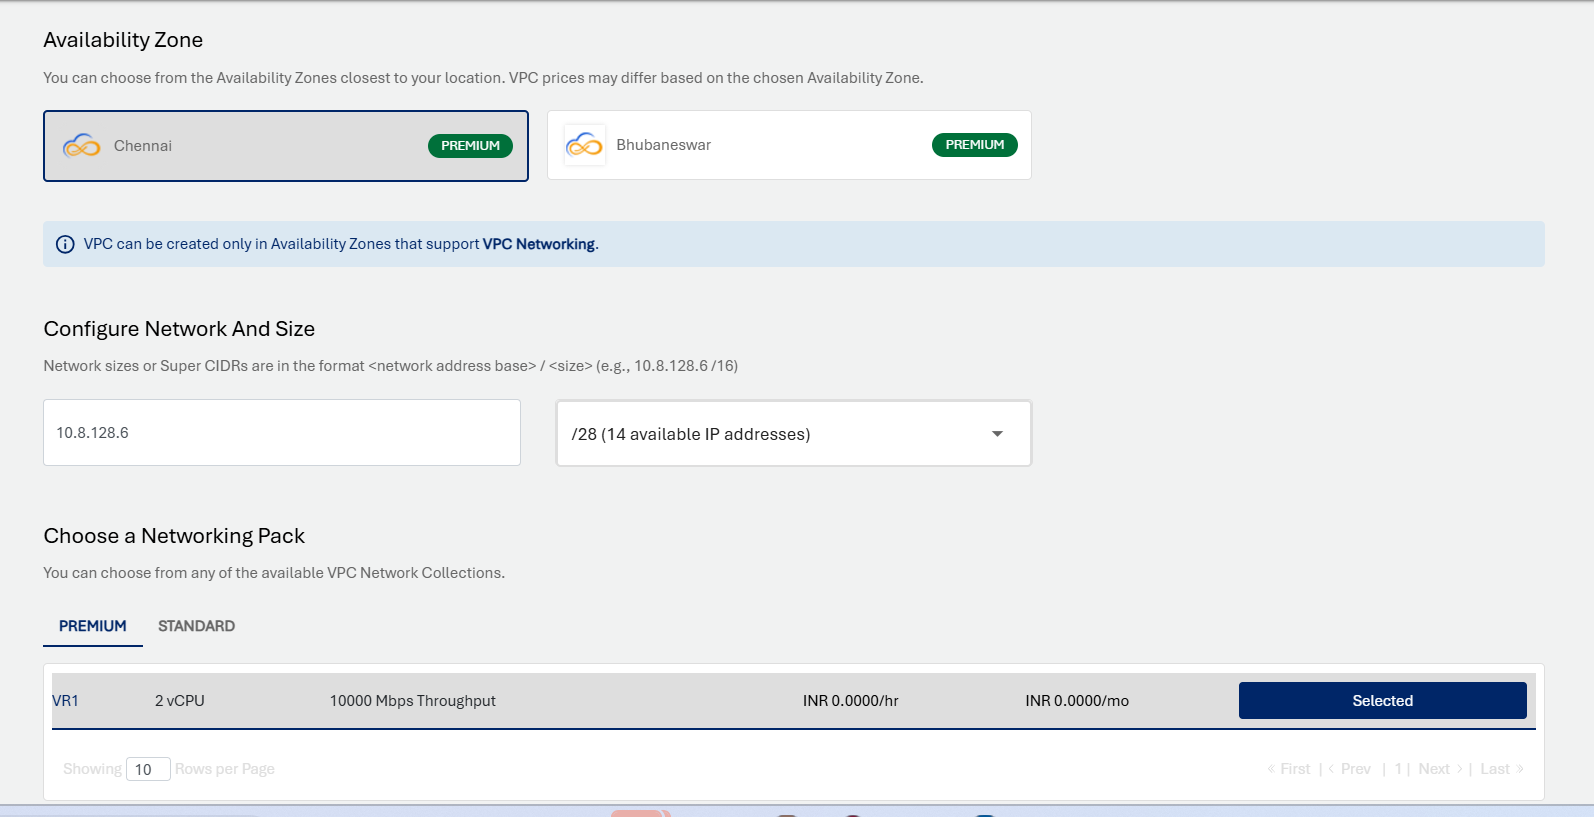 Availability Zone
You can choose from the Availability Zones closest to your location. VPC prices may differ based on the chosen Availability Zone.
Chennai PREMIUM Bhubaneswar PREMIUM
VPC can be created only in Availability Zones that support VPC Networking.
Configure Network And Size
Network sizes or Super CIDRs are in the format <network address base> / <size> (e.g., 10.8.128.6 /16)
10.8.128.6 /28 (14 available IP addresses)
Choose a Networking Pack
You can choose from any of the available VPC Network Collections.
PREMIUM STANDARD
VR1 2 vCPU 10000 Mbps Throughput INR 0.0000/hr INR 0.0000/mo Selected
Showing 10 Rows per Page « First | ‹ Prev | 1 | Next › | Last »